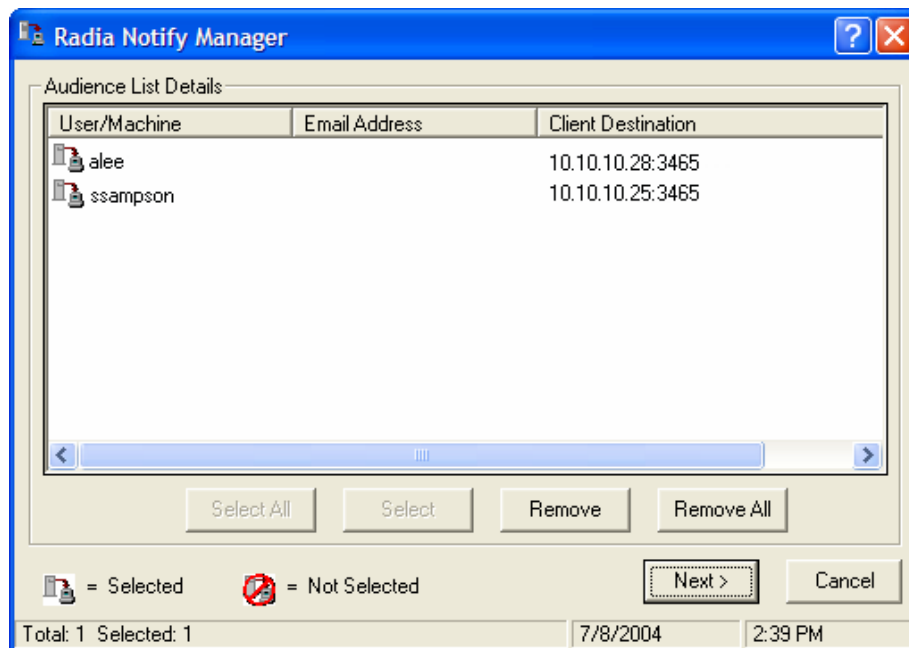 Radia Notify Manager
Audience List Details
User/Machine Email Address Client Destination
alee 10.10.10.28:3465
ssampson 10.10.10.25:3465
Select All Select Remove Remove All
= Selected = Not Selected Next > Cancel
Total: 1 Selected: 1 7/8/2004 2:39 PM